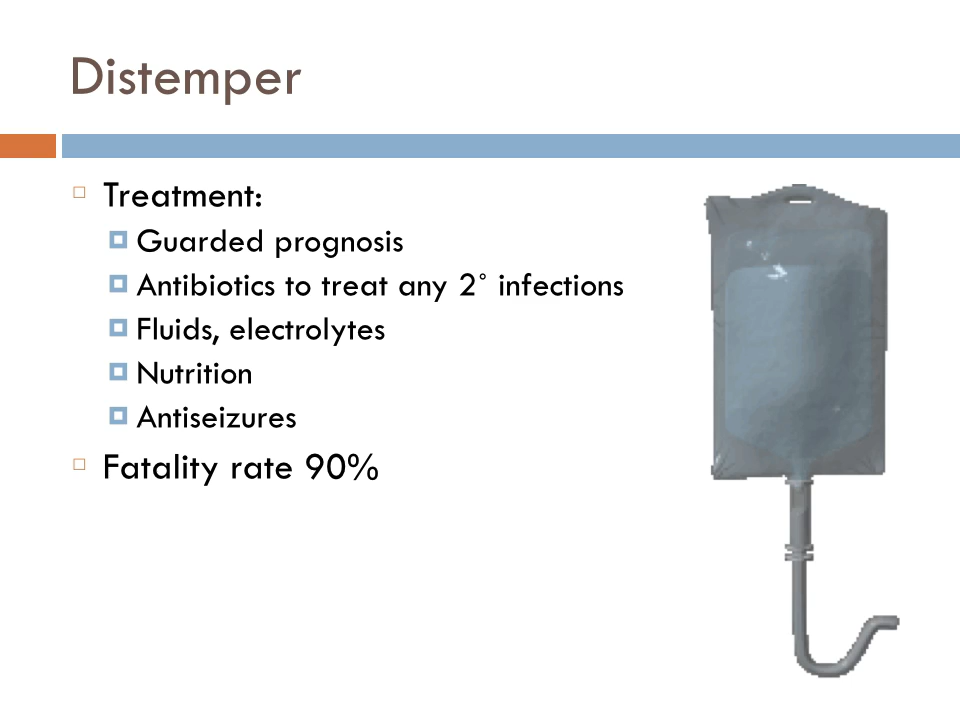 Distemper
Treatment:
Guarded prognosis
Antibiotics to treat any 2˚ infections
Fluids, electrolytes
Nutrition
Antiseizures
Fatality rate 90%